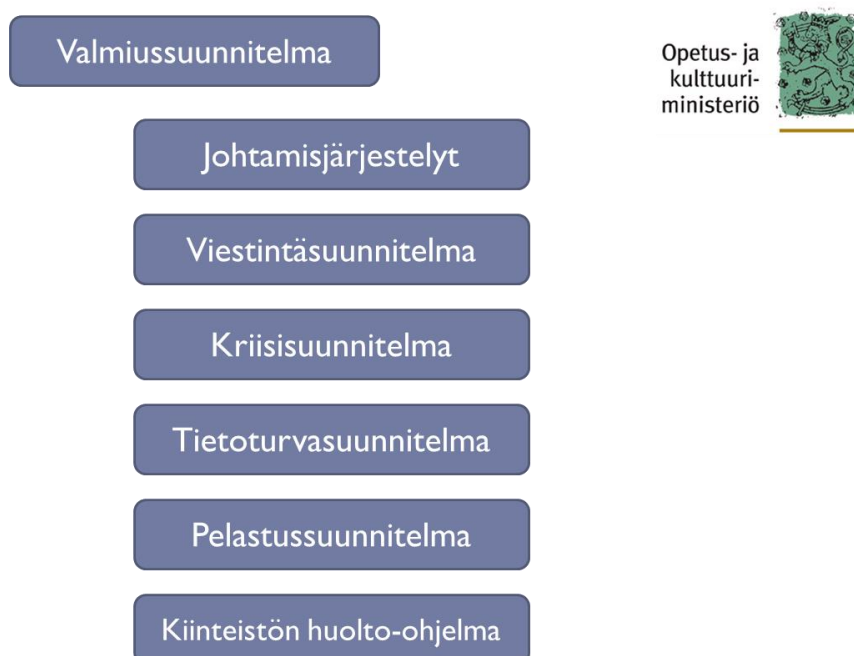 Valmiussuunnitelma
Opetus- ja
kulttuuri-
ministeriö
Johtamisjärjestelyt
Viestintäsuunnitelma
Kriisisuunnitelma
Tietoturvasuunnitelma
Pelastussuunnitelma
Kiinteistön huolto-ohjelma